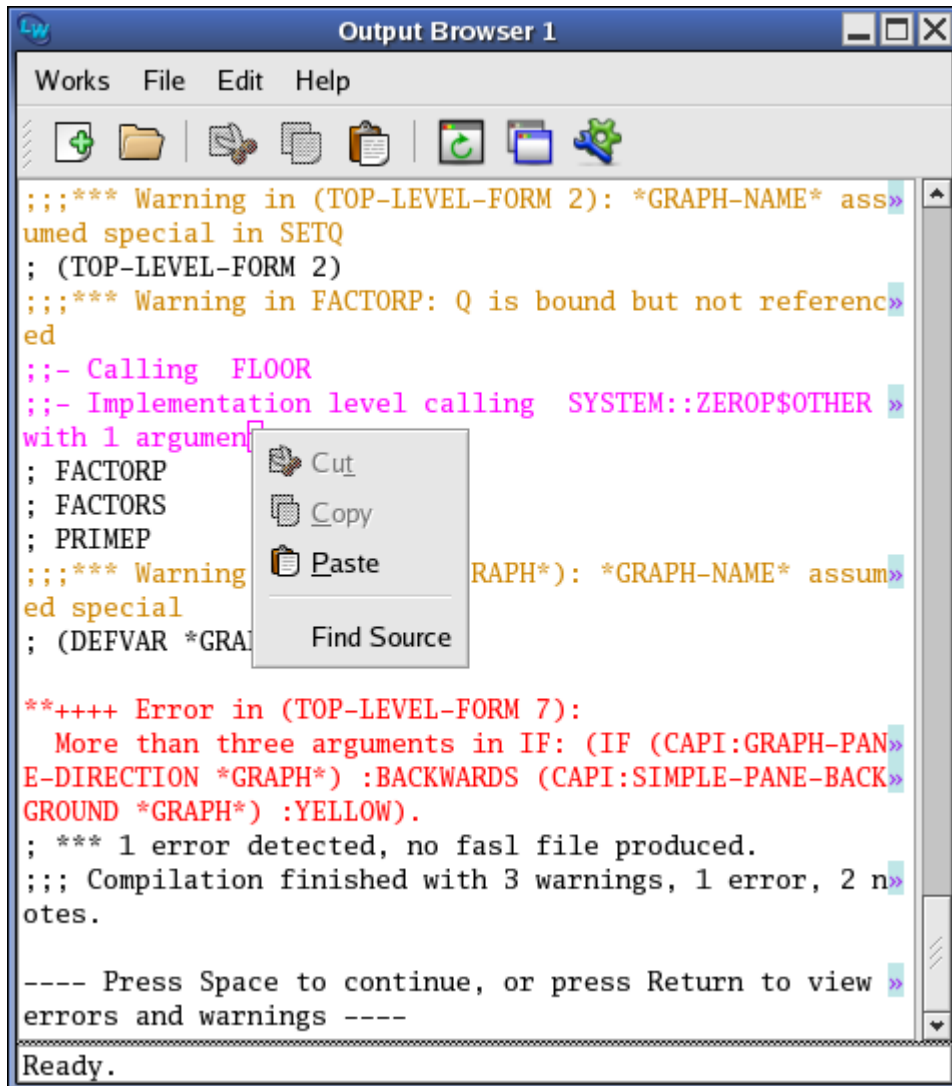 LW
Output Browser 1
Works File Edit Help
;;;*** Warning in (TOP-LEVEL-FORM 2): *GRAPH-NAME* ass»
umed special in SETQ
; (TOP-LEVEL-FORM 2)
;;;*** Warning in FACTORP: Q is bound but not referenc»
ed
;;- Calling  FLOOR
;;- Implementation level calling  SYSTEM::ZEROP$OTHER »
with 1 argumen
; FACTORP
; FACTORS
; PRIMEP
;;;*** Warning RAPH*): *GRAPH-NAME* assum»
ed special
; (DEFVAR *GRA
Cut
Copy
Paste
Find Source
**++++ Error in (TOP-LEVEL-FORM 7):
  More than three arguments in IF: (IF (CAPI:GRAPH-PAN»
E-DIRECTION *GRAPH*) :BACKWARDS (CAPI:SIMPLE-PANE-BACK»
GROUND *GRAPH*) :YELLOW).
; *** 1 error detected, no fasl file produced.
;;; Compilation finished with 3 warnings, 1 error, 2 n»
otes.
---- Press Space to continue, or press Return to view »
errors and warnings ----
Ready.